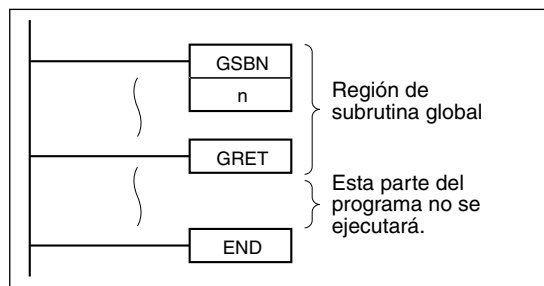 GSBN
n
Región de
subrutina global
GRET
Esta parte del
programa no se
ejecutará.
END